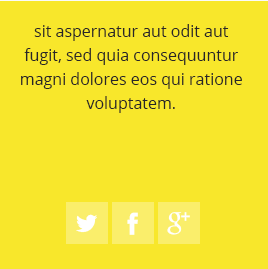 sit aspernatur aut odit aut
fugit, sed quia consequuntur
magni dolores eos qui ratione
voluptatem.